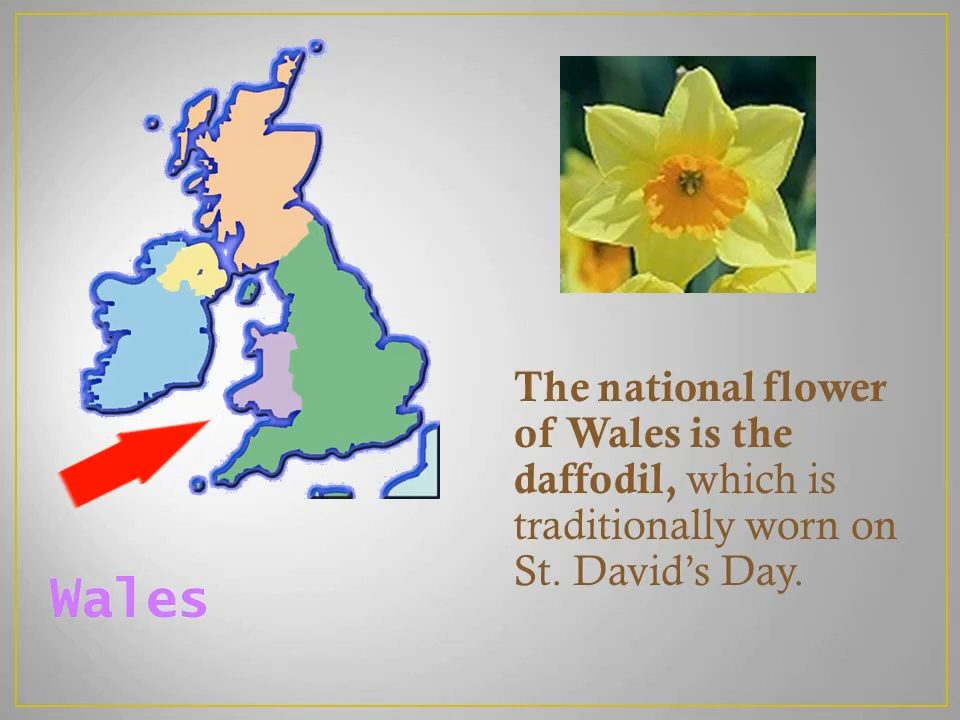 The national flower
of Wales is the
daffodil, which is
traditionally worn on
St. David’s Day.
Wales